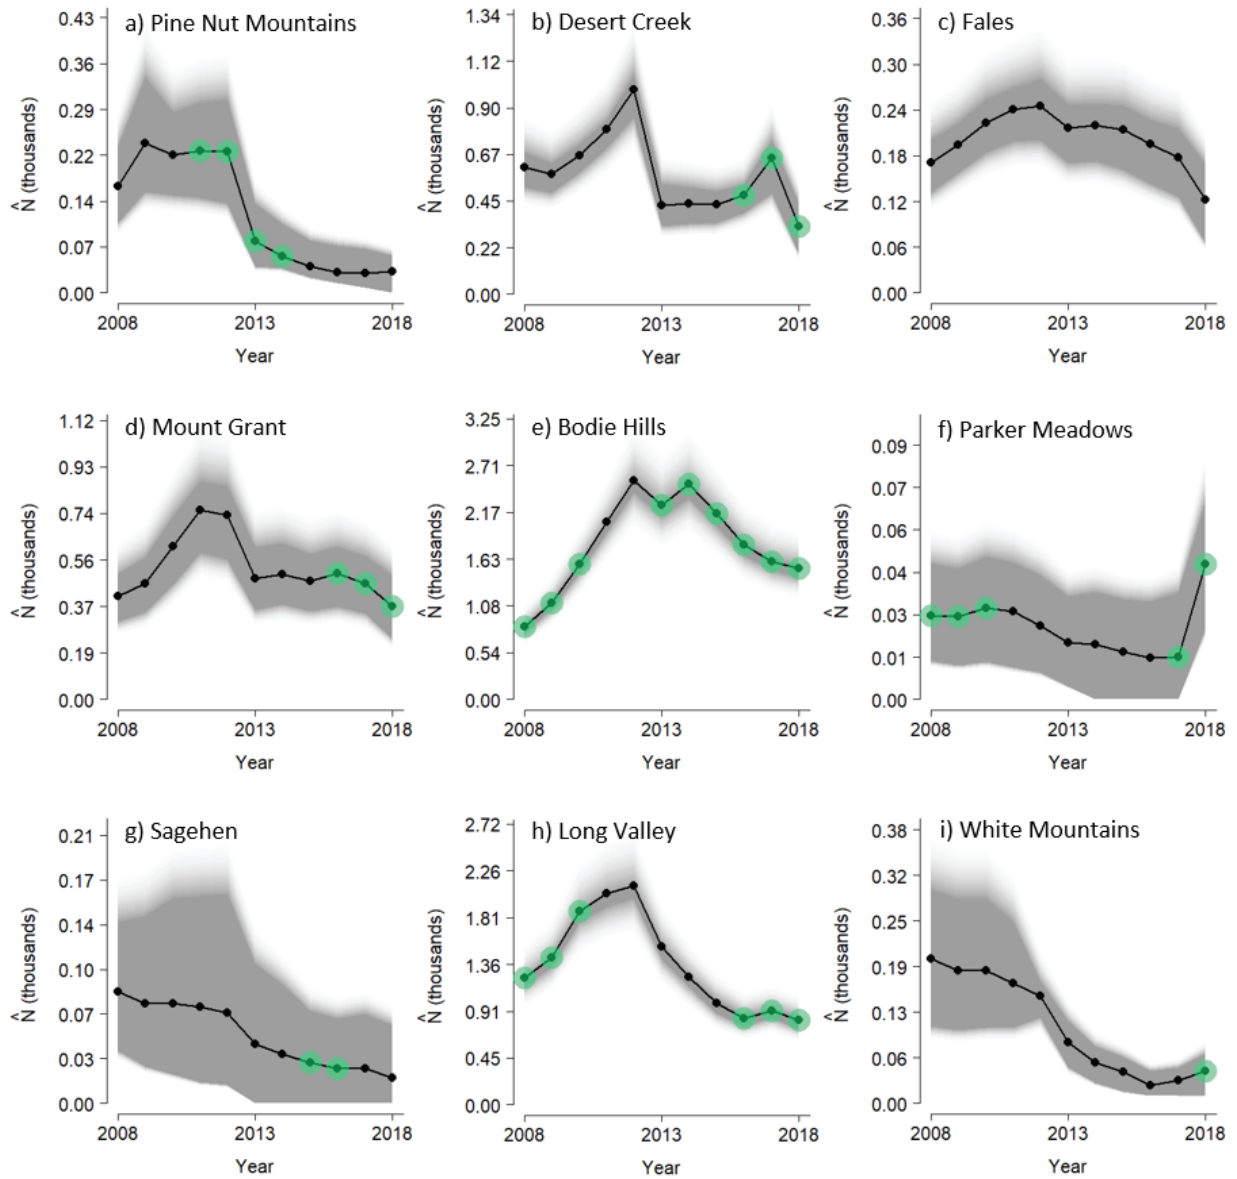 a) Pine Nut Mountains
0.43
0.36
0.29
0.22
0.14
0.07
0.00
N̂ (thousands)
2008 2013 2018
Year
b) Desert Creek
1.34
1.12
0.90
0.67
0.45
0.22
0.00
N̂ (thousands)
2008 2013 2018
Year
c) Fales
0.36
0.30
0.24
0.18
0.12
0.06
0.00
N̂ (thousands)
2008 2013 2018
Year
d) Mount Grant
1.12
0.93
0.74
0.56
0.37
0.19
0.00
N̂ (thousands)
2008 2013 2018
Year
e) Bodie Hills
3.25
2.71
2.17
1.63
1.08
0.54
0.00
N̂ (thousands)
2008 2013 2018
Year
f) Parker Meadows
0.09
0.07
0.06
0.04
0.03
0.01
0.00
N̂ (thousands)
2008 2013 2018
Year
g) Sagehen
0.21
0.17
0.14
0.10
0.07
0.03
0.00
N̂ (thousands)
2008 2013 2018
Year
h) Long Valley
2.72
2.26
1.81
1.36
0.91
0.45
0.00
N̂ (thousands)
2008 2013 2018
Year
i) White Mountains
0.38
0.32
0.25
0.19
0.13
0.06
0.00
N̂ (thousands)
2008 2013 2018
Year